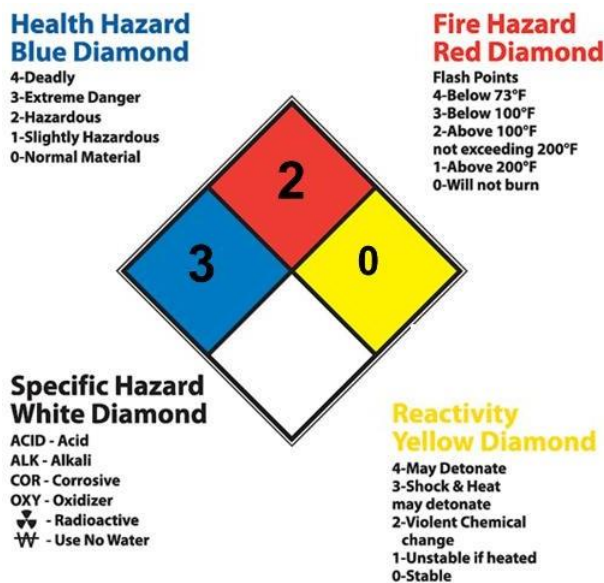 Health Hazard
Blue Diamond
4-Deadly
3-Extreme Danger
2-Hazardous
1-Slightly Hazardous
0-Normal Material
Fire Hazard
Red Diamond
Flash Points
4-Below 73°F
3-Below 100°F
2-Above 100°F
not exceeding 200°F
1-Above 200°F
0-Will not burn
2
3
0
Specific Hazard
White Diamond
ACID - Acid
ALK - Alkali
COR - Corrosive
OXY - Oxidizer
☢ - Radioactive
W̶ - Use No Water
Reactivity
Yellow Diamond
4-May Detonate
3-Shock & Heat
may detonate
2-Violent Chemical
change
1-Unstable if heated
0-Stable